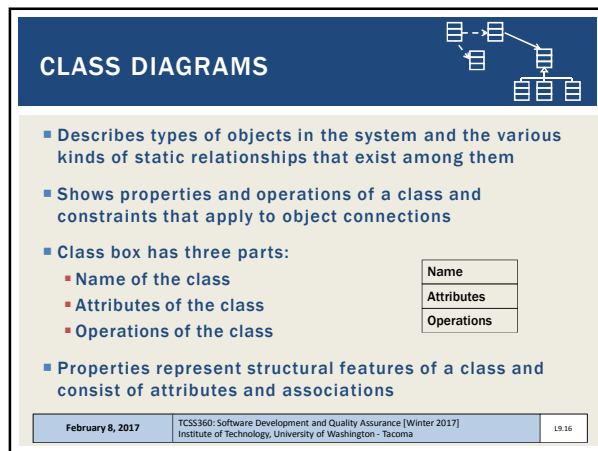 CLASS DIAGRAMS
Describes types of objects in the system and the various
kinds of static relationships that exist among them
Shows properties and operations of a class and
constraints that apply to object connections
Class box has three parts:
Name of the class
Attributes of the class
Operations of the class
Name
Attributes
Operations
Properties represent structural features of a class and
consist of attributes and associations
February 8, 2017
TCSS360: Software Development and Quality Assurance [Winter 2017]
Institute of Technology, University of Washington - Tacoma
L9.16